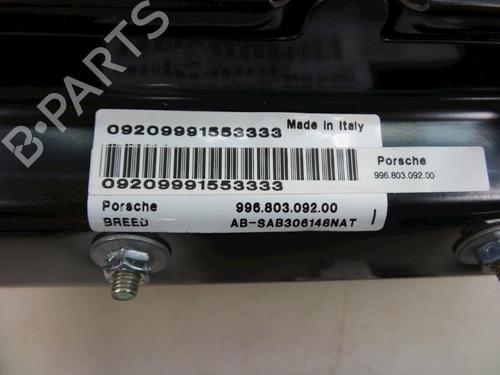 B-PARTS
09209991553333 Made in Italy
09209991553333
Porsche 996.803.092.00
BREED AB-SAB306148NAT I
Porsche
996.803.092.00